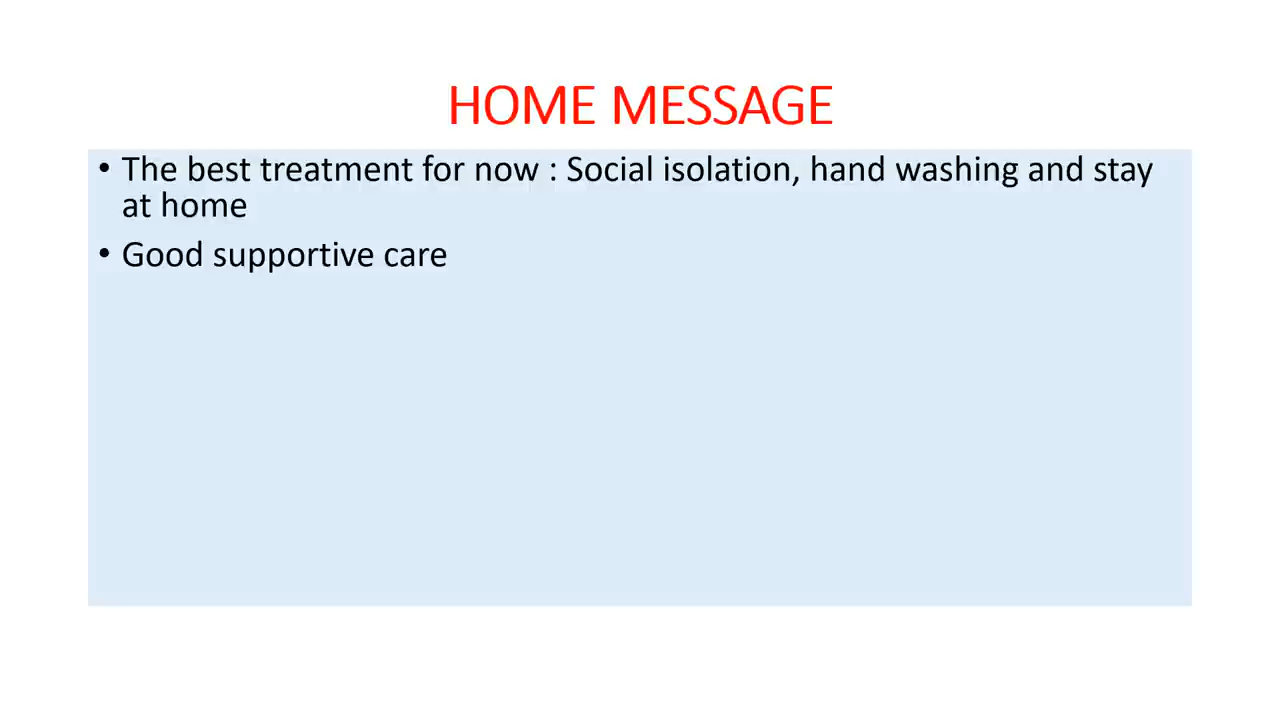 HOME MESSAGE
• The best treatment for now : Social isolation, hand washing and stay
at home
• Good supportive care